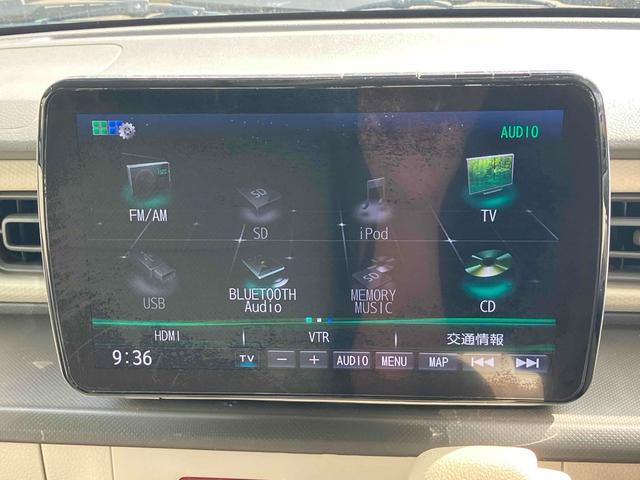 AUDIO
FM/AM
SD
iPod
TV
USB
BLUETOOTH
Audio
MEMORY
MUSIC
CD
HDMI
VTR
交通情報
9:36
TV
−
+
AUDIO
MENU
MAP